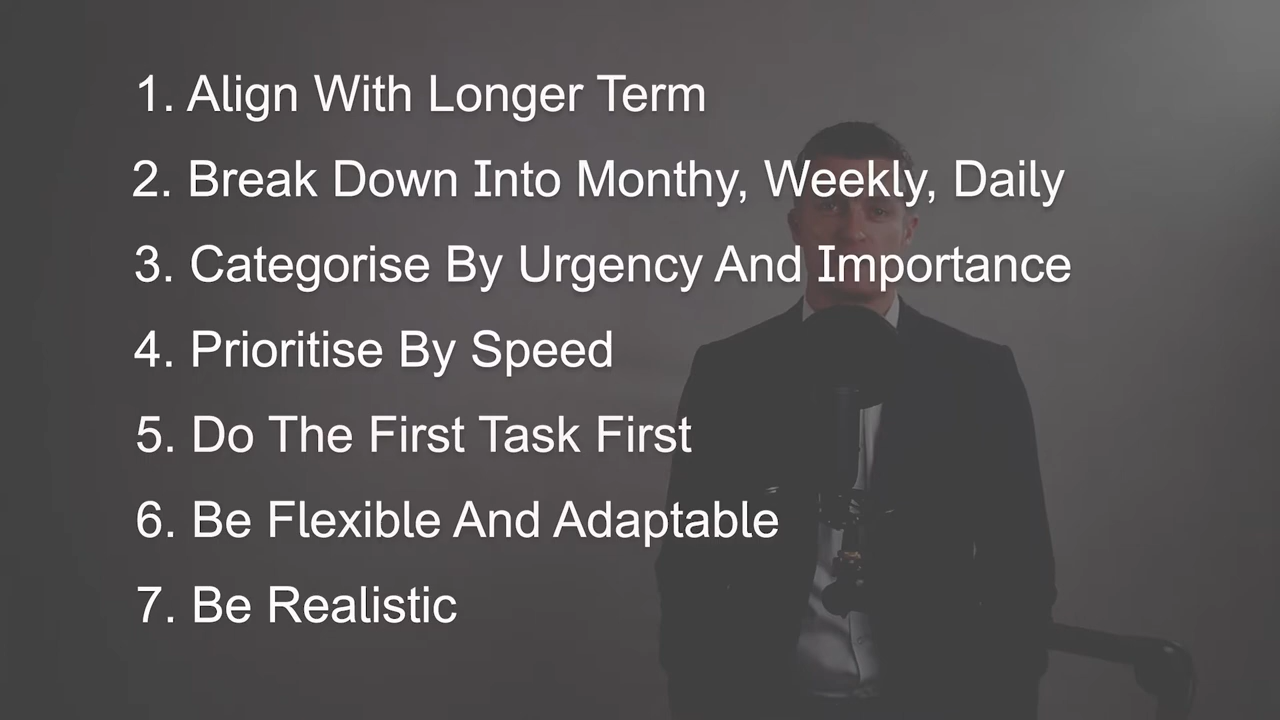 1. Align With Longer Term
2. Break Down Into Monthy, Weekly, Daily
3. Categorise By Urgency And Importance
4. Prioritise By Speed
5. Do The First Task First
6. Be Flexible And Adaptable
7. Be Realistic